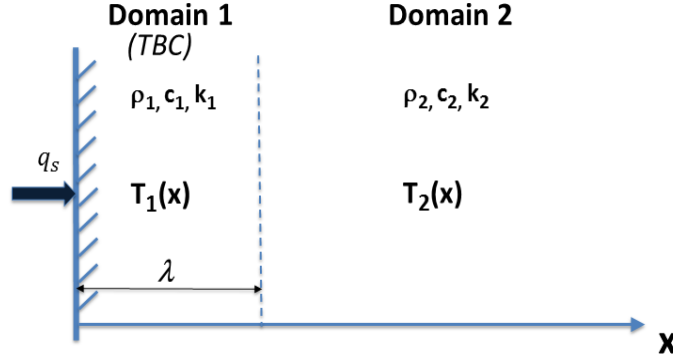 Domain 1 Domain 2
(TBC)
ρ₁, c₁, k₁ ρ₂, c₂, k₂
qₛ
T₁(x) T₂(x)
λ
X